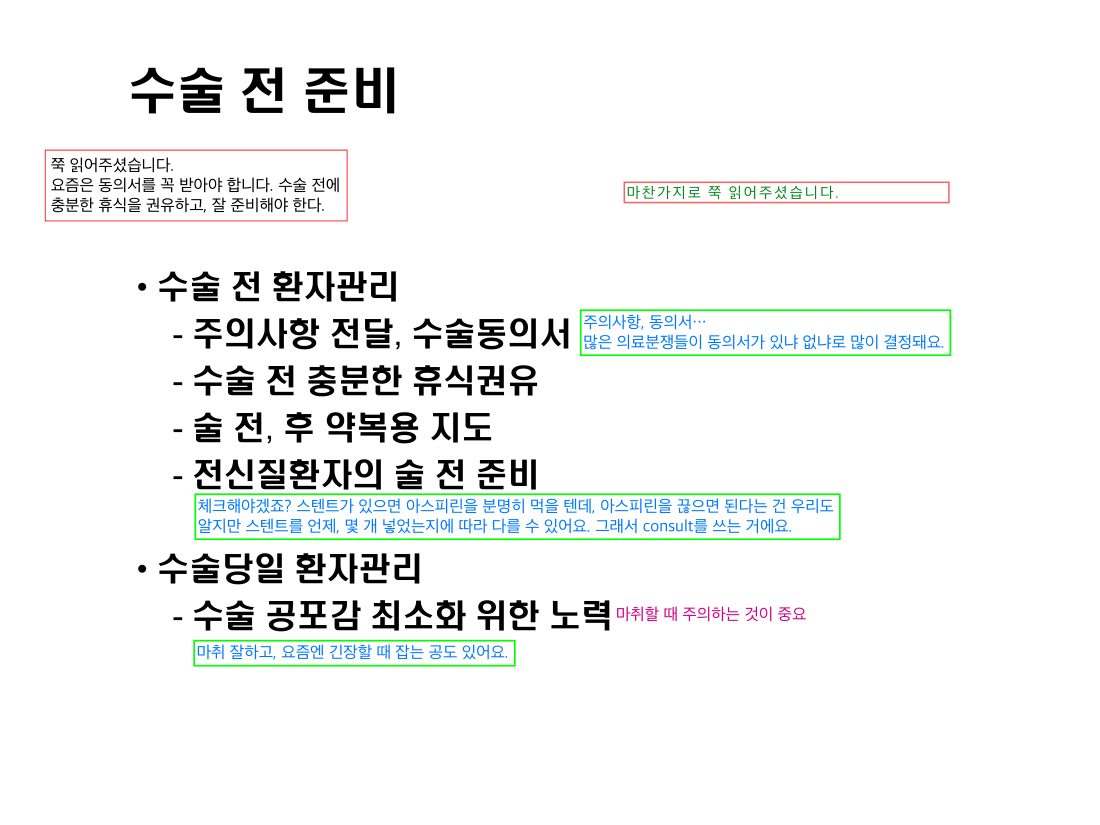 수술 전 준비
쭉 읽어주셨습니다.
요즘은 동의서를 꼭 받아야 합니다. 수술 전에
충분한 휴식을 권유하고, 잘 준비해야 한다.
마찬가지로 쭉 읽어주셨습니다.
• 수술 전 환자관리
- 주의사항 전달, 수술동의서
주의사항, 동의서…
많은 의료분쟁들이 동의서가 있냐 없냐로 많이 결정돼요.
- 수술 전 충분한 휴식권유
- 술 전, 후 약복용 지도
- 전신질환자의 술 전 준비
체크해야겠죠? 스텐트가 있으면 아스피린을 분명히 먹을 텐데, 아스피린을 끊으면 된다는 건 우리도
알지만 스텐트를 언제, 몇 개 넣었는지에 따라 다를 수 있어요. 그래서 consult를 쓰는 거에요.
• 수술당일 환자관리
- 수술 공포감 최소화 위한 노력 마취할 때 주의하는 것이 중요
마취 잘하고, 요즘엔 긴장할 때 잡는 공도 있어요.